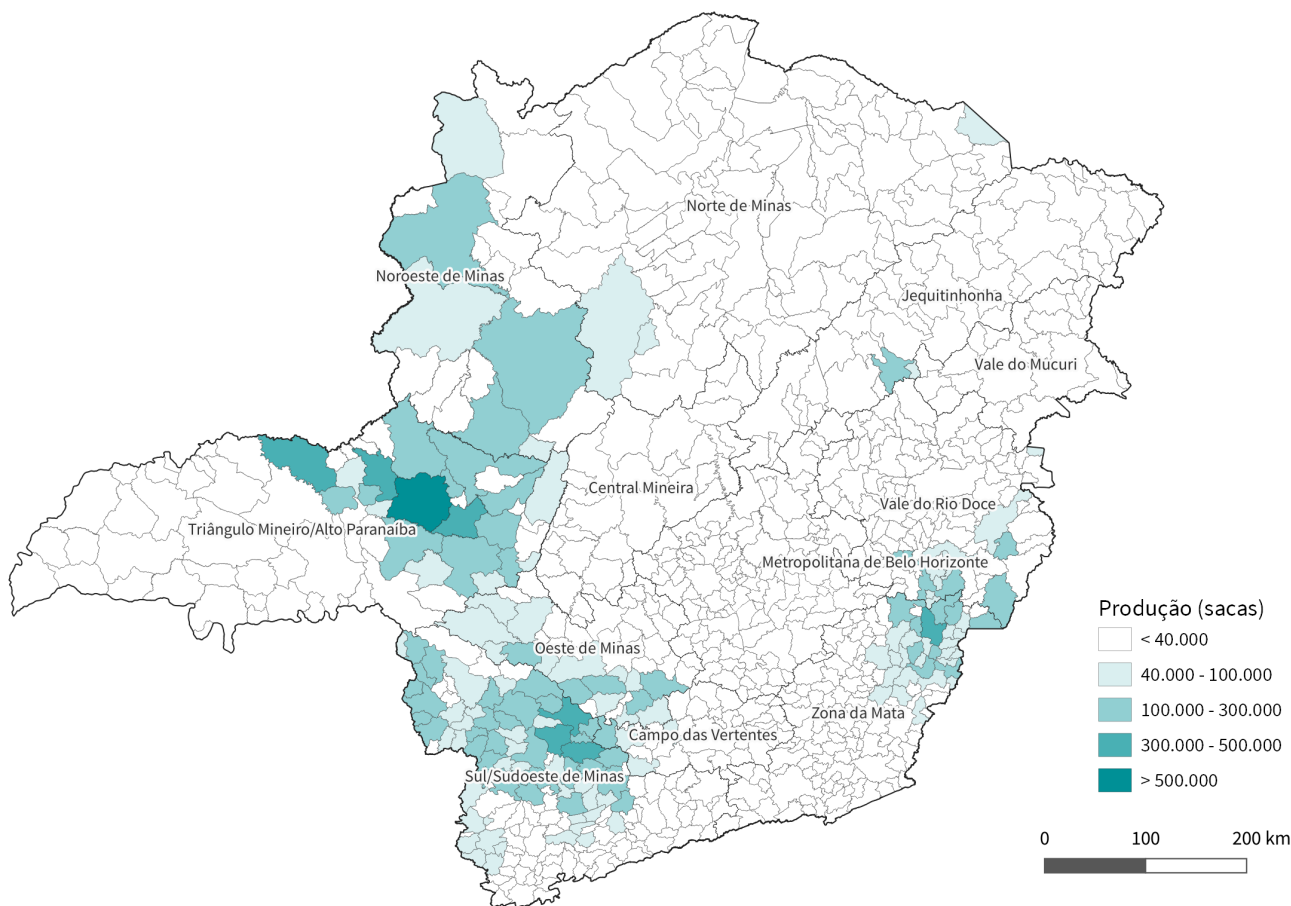 Norte de Minas
Noroeste de Minas
Jequitinhonha
Vale do Mucuri
Central Mineira
Vale do Rio Doce
Triângulo Mineiro/Alto Paranaíba
Metropolitana de Belo Horizonte
Oeste de Minas
Zona da Mata
Campo das Vertentes
Sul/Sudoeste de Minas
Produção (sacas)
< 40.000
40.000 - 100.000
100.000 - 300.000
300.000 - 500.000
> 500.000
0 100 200 km